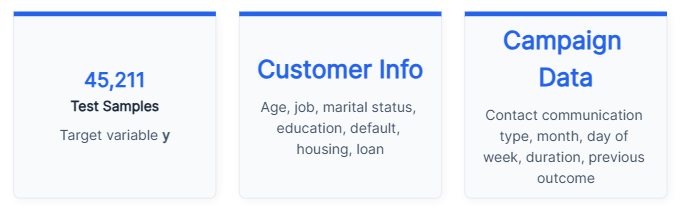 45,211
Test Samples
Target variable y
Customer Info
Age, job, marital status,
education, default,
housing, loan
Campaign
Data
Contact communication
type, month, day of
week, duration, previous
outcome